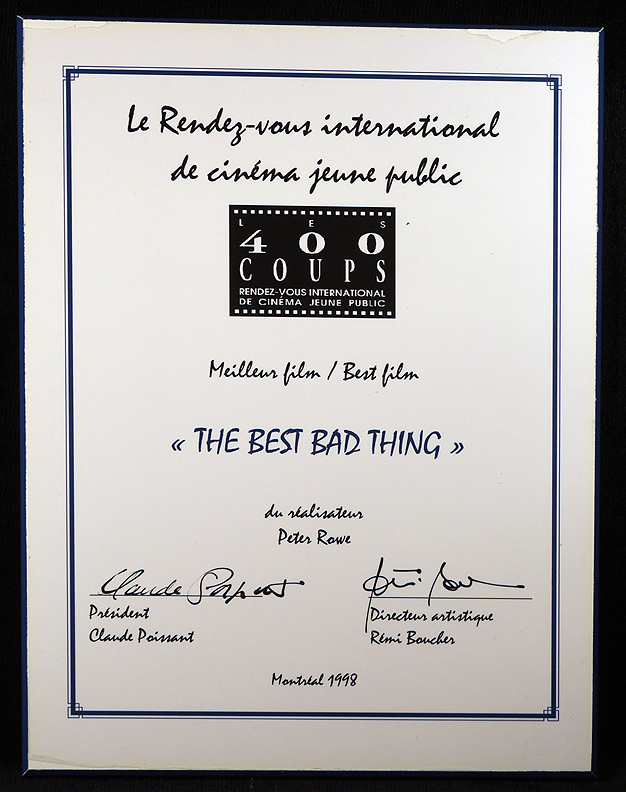 Le Rendez-vous international
de cinéma jeune public
LES
400
COUPS
RENDEZ-VOUS INTERNATIONAL
DE CINÉMA JEUNE PUBLIC
Meilleur film / Best film
« THE BEST BAD THING »
du réalisateur
Peter Rowe
Président
Claude Poissant
Directeur artistique
Rémi Boucher
Montréal 1998